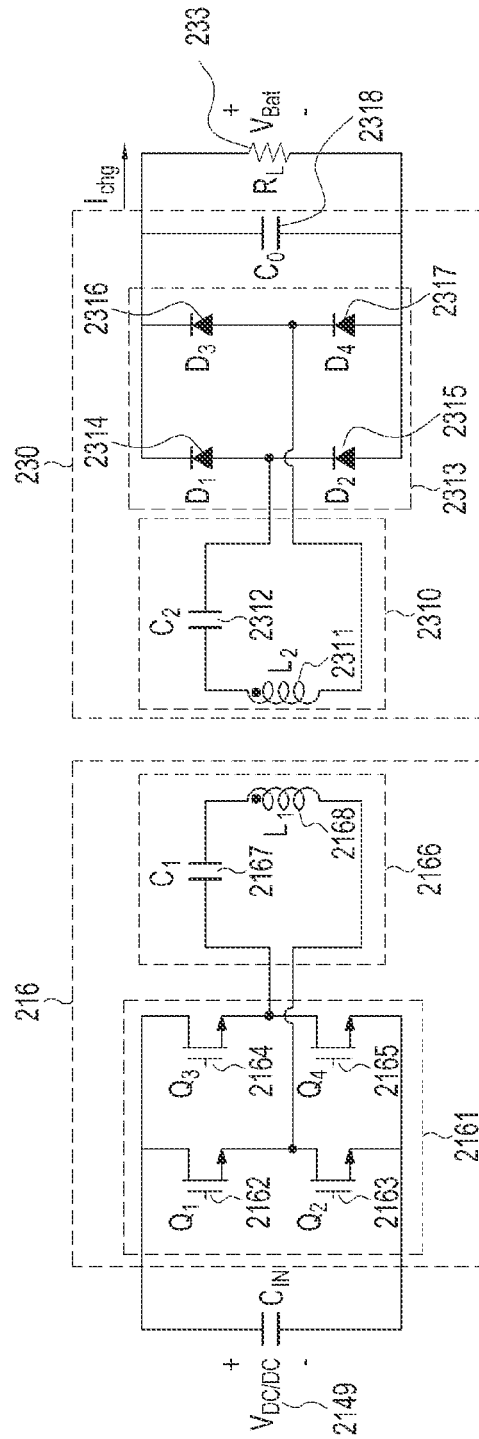 216
230
I_chg
C_1
2167
C_2
2312
2314
2316
D_1
D_3
233
+
+
Q_1
Q_3
2162
2164
V_DC/DC
2149
C_IN
L_1
2168
L_2
2311
C_0
R_L
V_Bat
2318
-
-
Q_2
Q_4
2163
2165
D_2
D_4
2315
2317
2161
2166
2310
2313